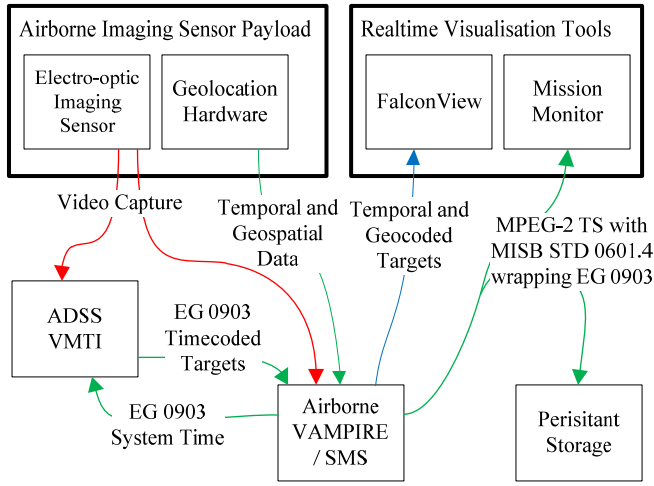 Airborne Imaging Sensor Payload
Electro-optic
Imaging
Sensor
Geolocation
Hardware
Realtime Visualisation Tools
FalconView
Mission
Monitor
Video Capture
Temporal and
Geospatial
Data
Temporal and
Geocoded
Targets
MPEG-2 TS with
MISB STD 0601.4
wrapping EG 0903
ADSS
VMTI
EG 0903
Timecoded
Targets
EG 0903
System Time
Airborne
VAMPIRE
/ SMS
Perisitant
Storage